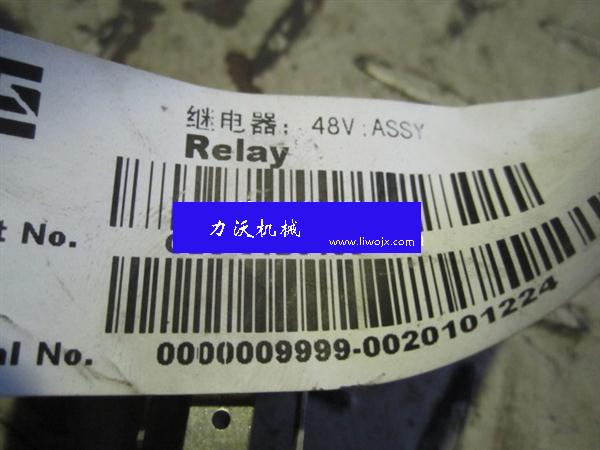 继电器: 48V ASSY
Relay
t No.
力沃机械
www.liwojx.com
al No.
0000009999-0020101224